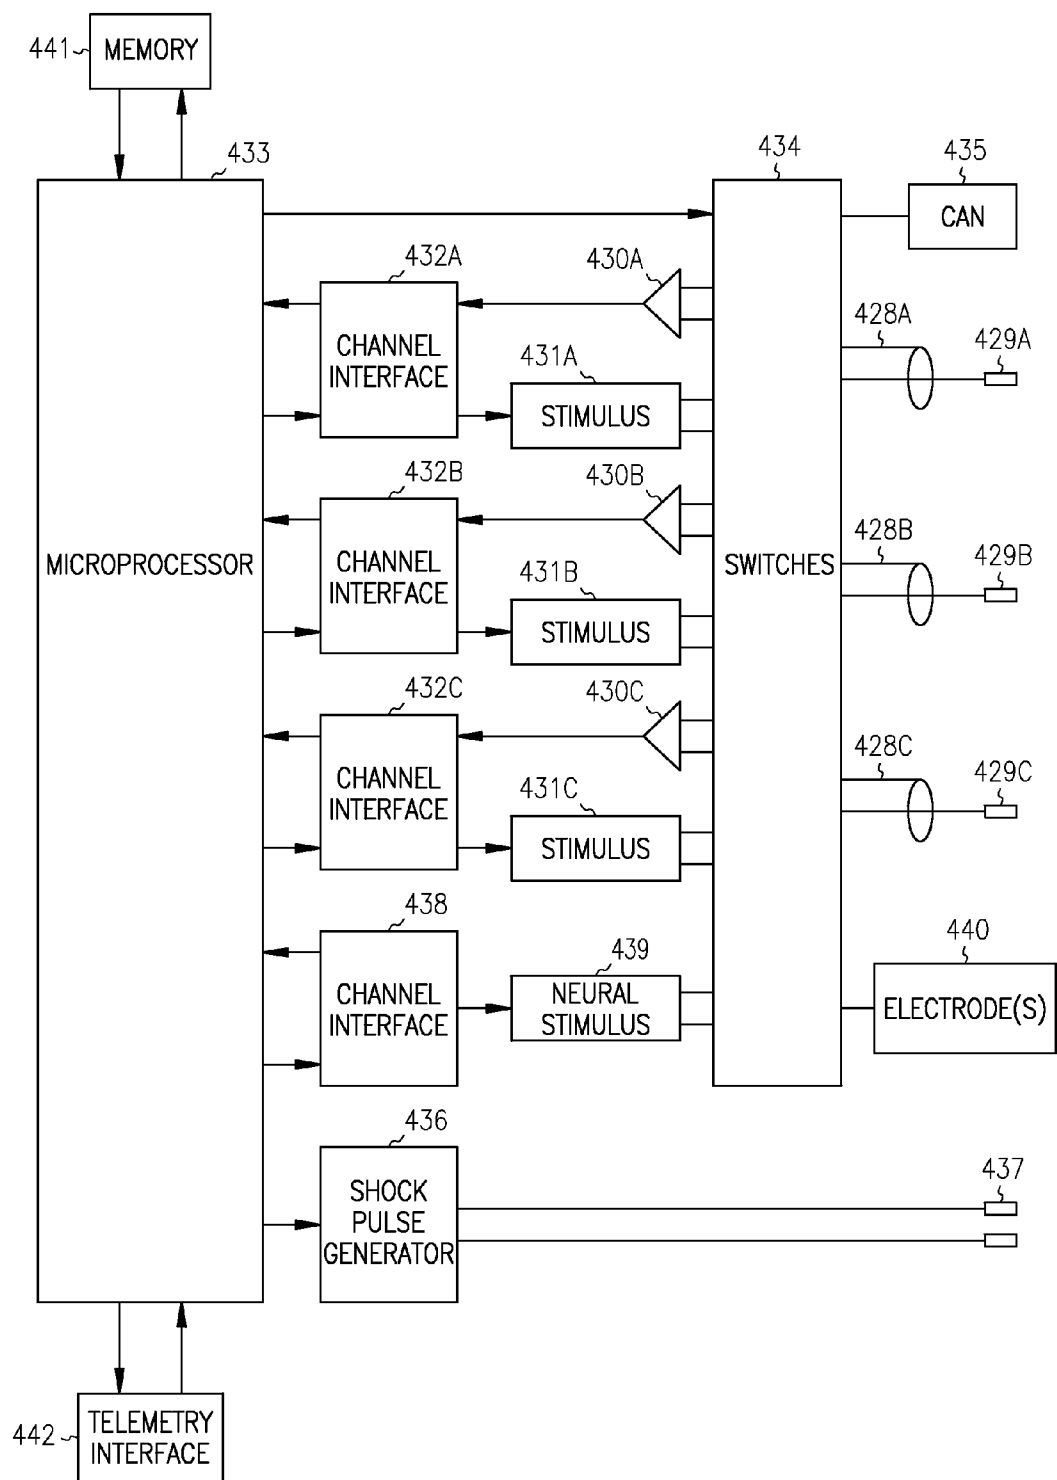 441
MEMORY
433
434
435
CAN
432A
430A
CHANNEL
INTERFACE
428A
429A
431A
STIMULUS
432B
430B
MICROPROCESSOR
CHANNEL
INTERFACE
SWITCHES
428B
429B
431B
STIMULUS
432C
430C
CHANNEL
INTERFACE
428C
429C
431C
STIMULUS
438
439
440
CHANNEL
INTERFACE
NEURAL
STIMULUS
ELECTRODE(S)
436
SHOCK
PULSE
GENERATOR
437
442
TELEMETRY
INTERFACE